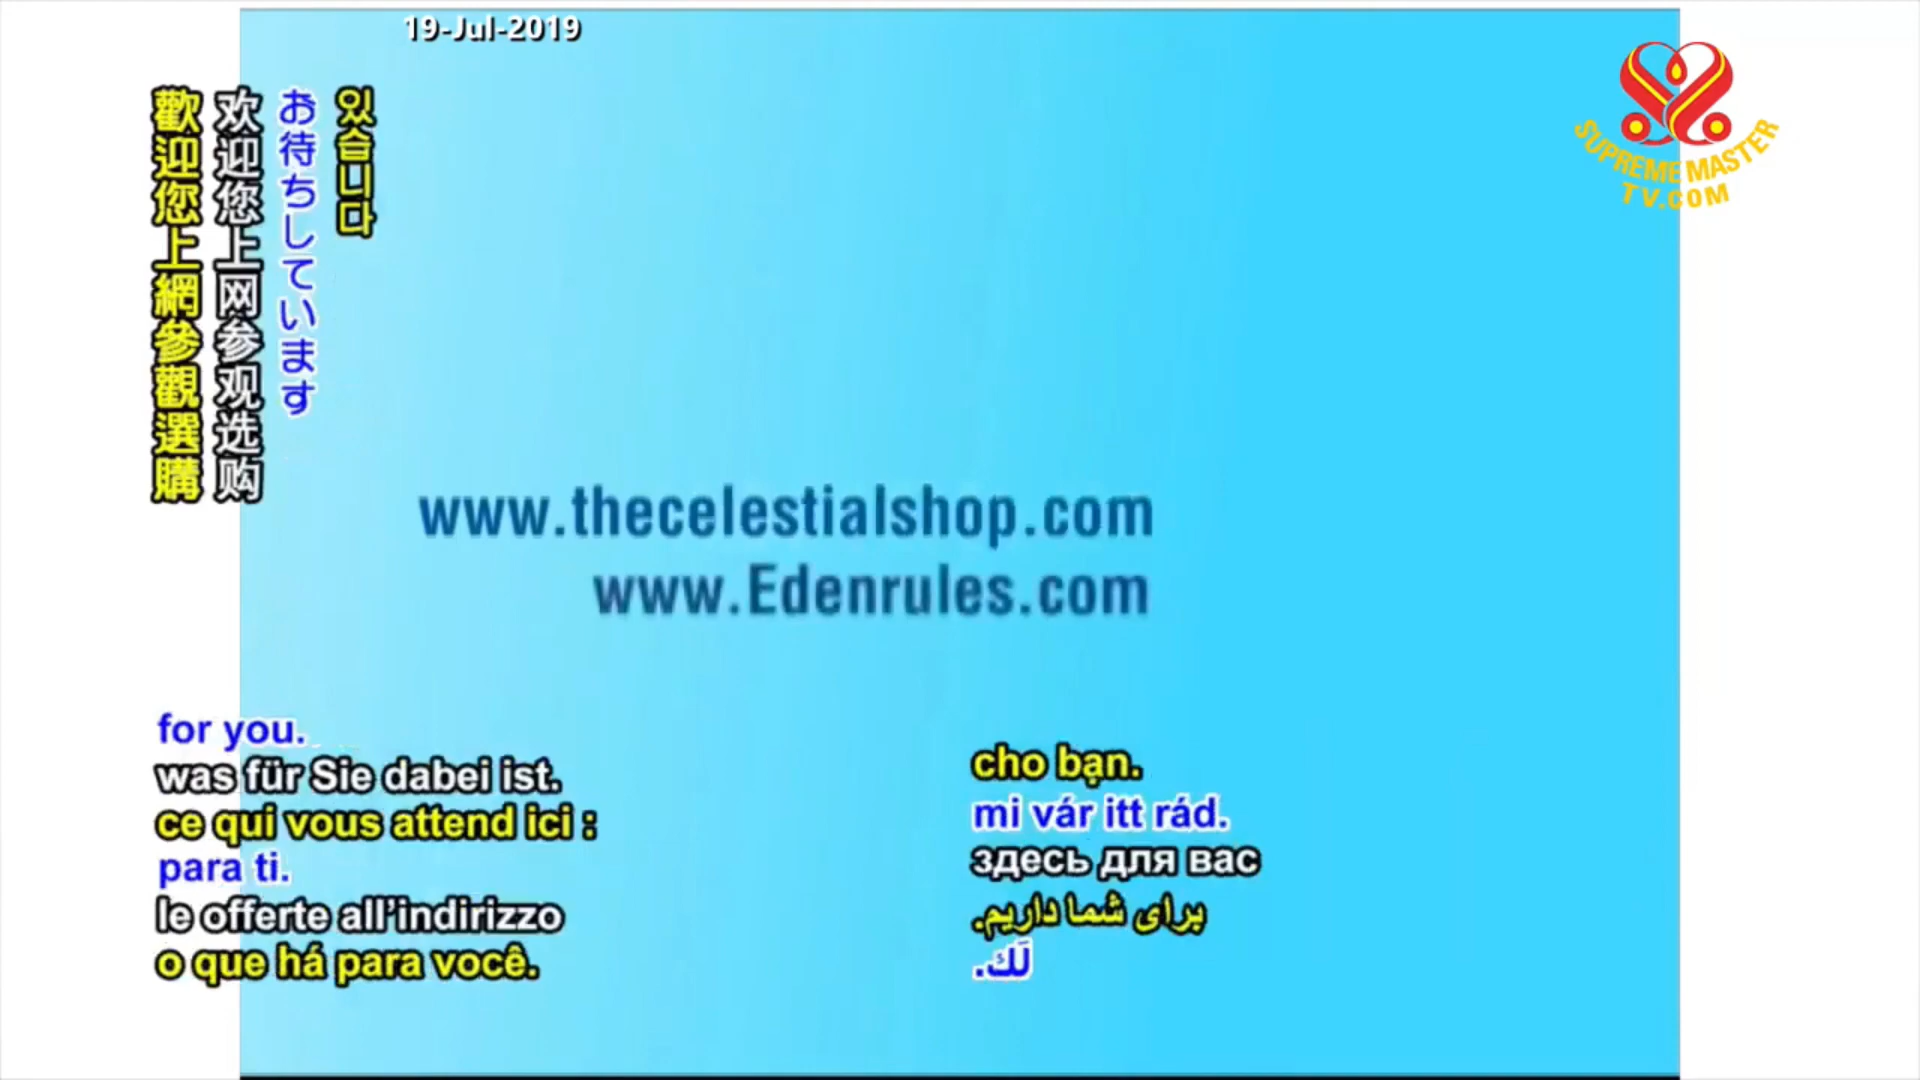 19-Jul-2019
SUPREME MASTER
TV.COM
歡迎您上網參觀選購
欢迎您上网参观选购
お待ちしています
있습니다
www.thecelestialshop.com
www.Edenrules.com
for you.
was für Sie dabei ist.
ce qui vous attend ici :
para ti.
le offerte all’indirizzo
o que há para você.
cho bạn.
mi vár itt rád.
здесь для вас
برای شما داریم.
لَك.